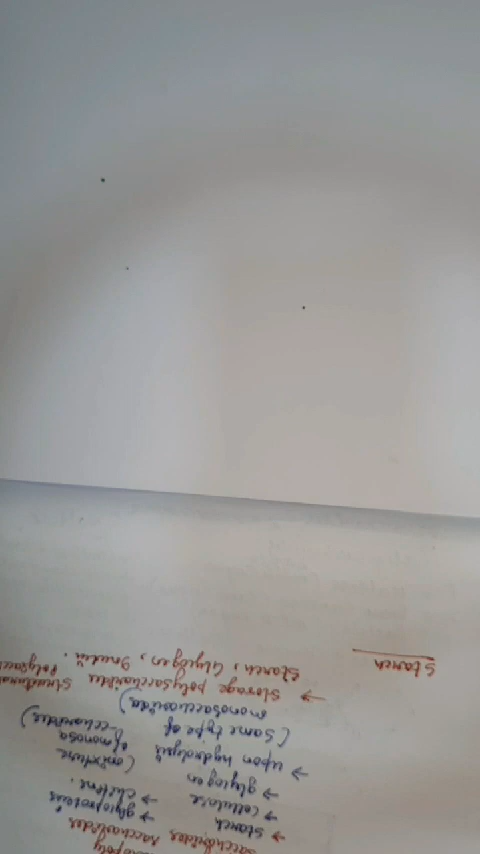 saccharides saccharides
→ Starch → glycoproteins
→ cellulose → chitine.
→ glycogen (mixture
→ upon hydrolysis of monosa
(same type of -ccharides)
monosaccharides)
→ Storage polysaccharides
Starch, Glycogen, Inulin.
Starch